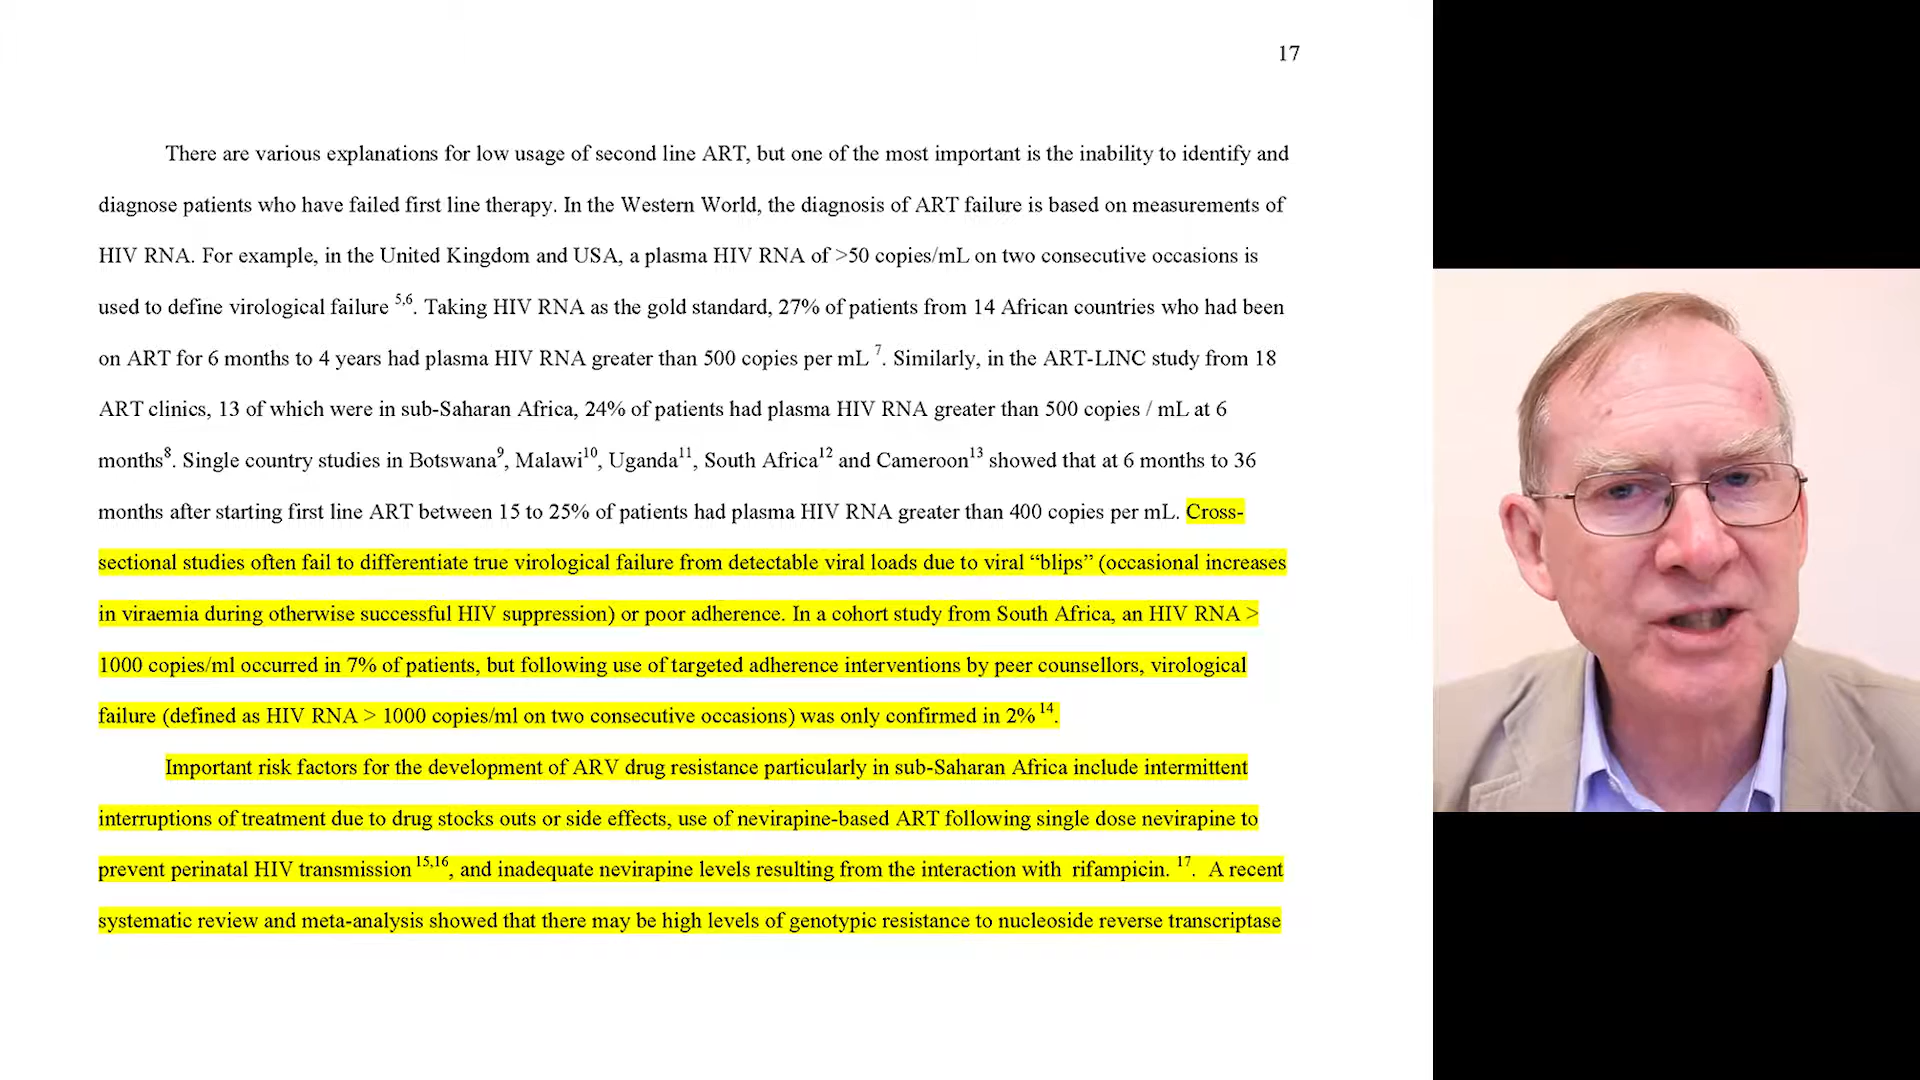 17
There are various explanations for low usage of second line ART, but one of the most important is the inability to identify and
diagnose patients who have failed first line therapy. In the Western World, the diagnosis of ART failure is based on measurements of
HIV RNA. For example, in the United Kingdom and USA, a plasma HIV RNA of >50 copies/mL on two consecutive occasions is
used to define virological failure 5,6. Taking HIV RNA as the gold standard, 27% of patients from 14 African countries who had been
on ART for 6 months to 4 years had plasma HIV RNA greater than 500 copies per mL 7. Similarly, in the ART-LINC study from 18
ART clinics, 13 of which were in sub-Saharan Africa, 24% of patients had plasma HIV RNA greater than 500 copies / mL at 6
months8. Single country studies in Botswana9, Malawi10, Uganda11, South Africa12 and Cameroon13 showed that at 6 months to 36
months after starting first line ART between 15 to 25% of patients had plasma HIV RNA greater than 400 copies per mL. Cross-
sectional studies often fail to differentiate true virological failure from detectable viral loads due to viral “blips” (occasional increases
in viraemia during otherwise successful HIV suppression) or poor adherence. In a cohort study from South Africa, an HIV RNA >
1000 copies/ml occurred in 7% of patients, but following use of targeted adherence interventions by peer counsellors, virological
failure (defined as HIV RNA > 1000 copies/ml on two consecutive occasions) was only confirmed in 2% 14.
Important risk factors for the development of ARV drug resistance particularly in sub-Saharan Africa include intermittent
interruptions of treatment due to drug stocks outs or side effects, use of nevirapine-based ART following single dose nevirapine to
prevent perinatal HIV transmission 15,16, and inadequate nevirapine levels resulting from the interaction with rifampicin. 17. A recent
systematic review and meta-analysis showed that there may be high levels of genotypic resistance to nucleoside reverse transcriptase